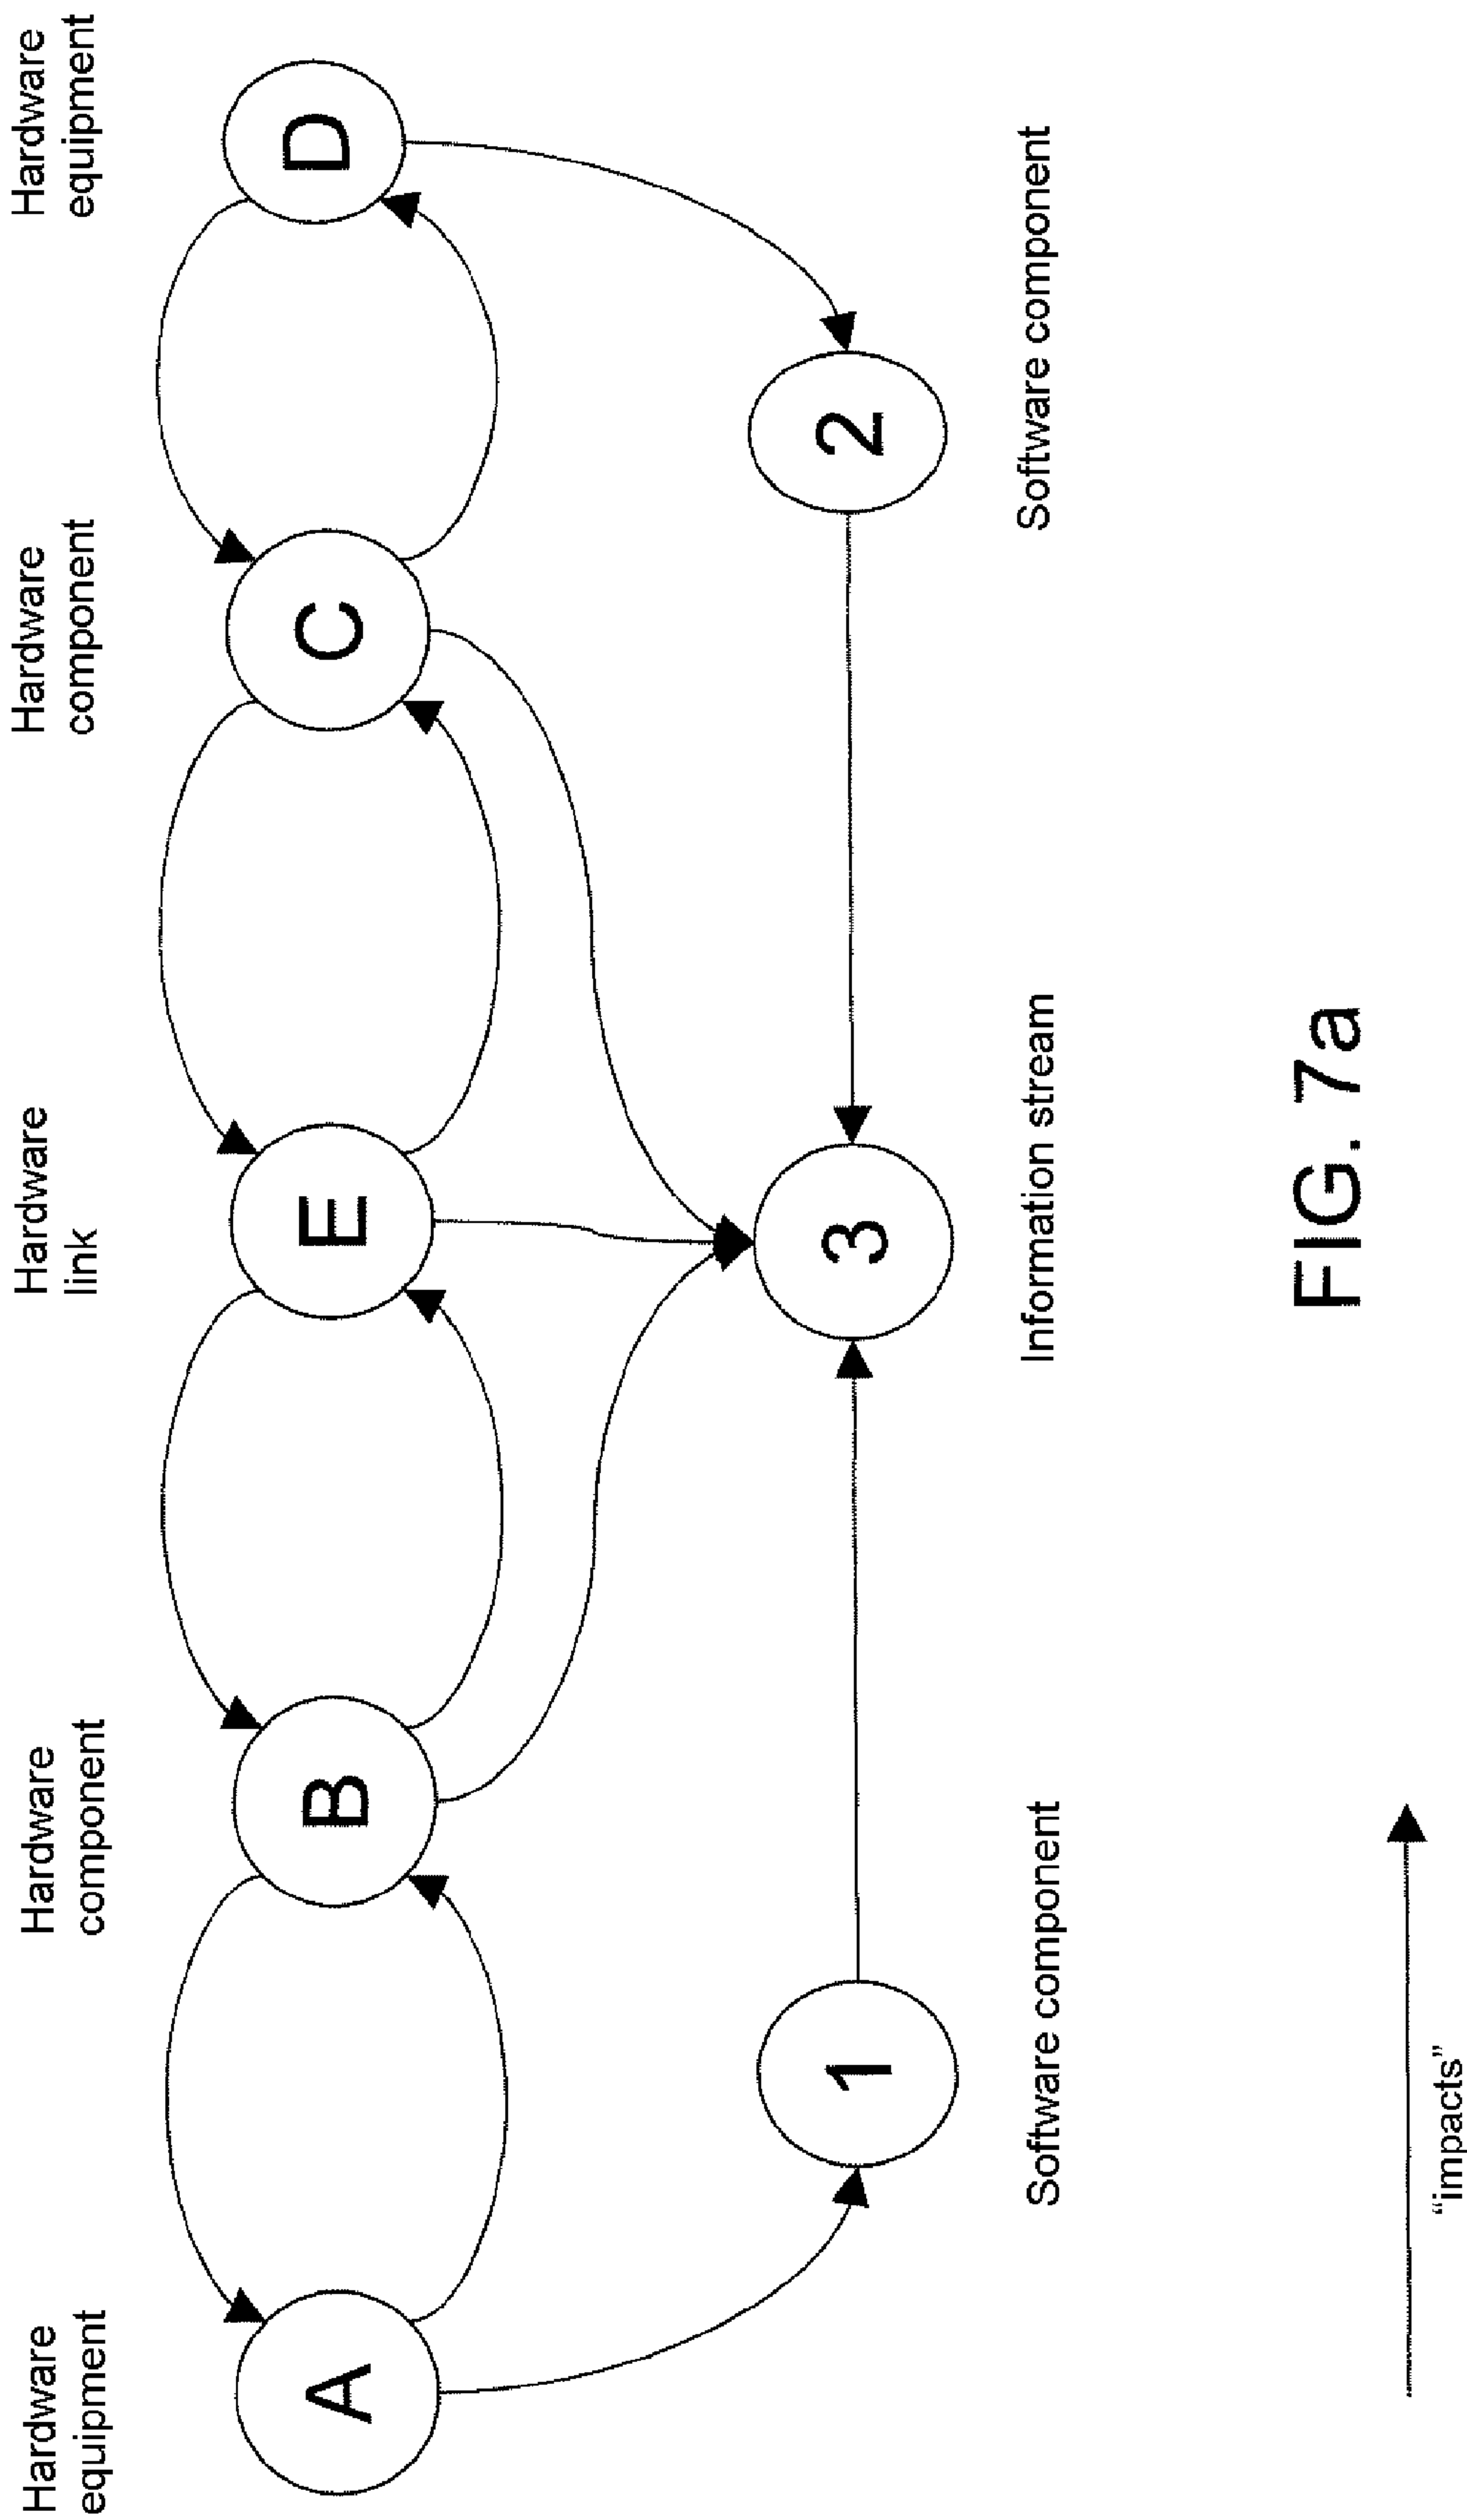 Hardware
equipment
Hardware
component
Hardware
link
Hardware
component
Hardware
equipment
A
B
E
C
D
1
3
2
Software component
Information stream
Software component
“impacts”
FIG. 7a